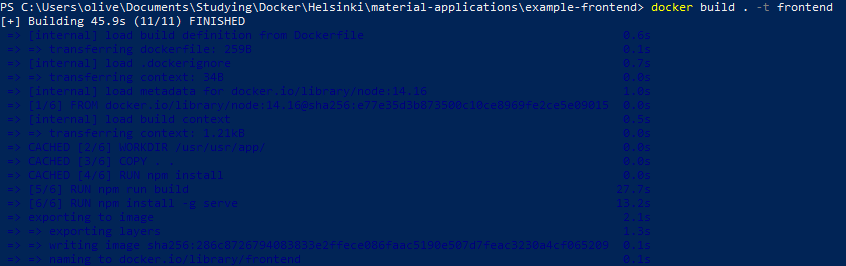 PS C:\Users\olive\Documents\Studying\Docker\Helsinki\material-applications\example-frontend> docker build . -t frontend
[+] Building 45.9s (11/11) FINISHED
=> [internal] load build definition from Dockerfile 0.6s
=> => transferring dockerfile: 259B 0.1s
=> [internal] load .dockerignore 0.7s
=> => transferring context: 34B 0.0s
=> [internal] load metadata for docker.io/library/node:14.16 1.0s
=> [1/6] FROM docker.io/library/node:14.16@sha256: 0.0s
=> [internal] load build context 0.5s
=> => transferring context: 1.21kB 0.0s
=> CACHED [2/6] WORKDIR /usr/usr/app/ 0.0s
=> CACHED [3/6] COPY . . 0.0s
=> CACHED [4/6] RUN npm install 0.0s
=> [5/6] RUN npm run build 27.7s
=> [6/6] RUN npm install -g serve 13.2s
=> exporting to image 2.1s
=> => exporting layers 1.3s
=> => writing image 0.1s
=> => naming to docker.io/library/frontend 0.1s